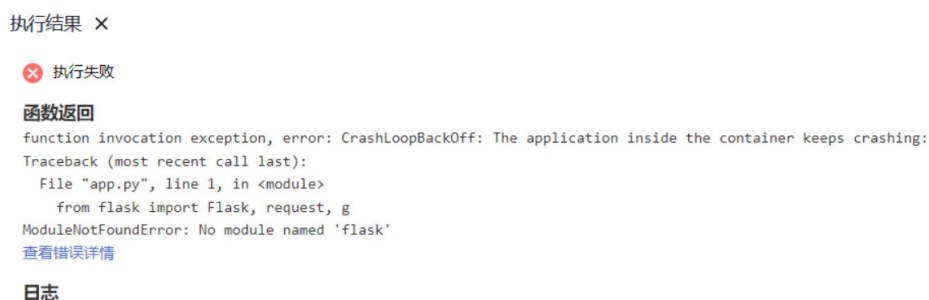 执行结果 ×
执行失败
函数返回
function invocation exception, error: CrashLoopBackOff: The application inside the container keeps crashing:
Traceback (most recent call last):
  File "app.py", line 1, in <module>
    from flask import Flask, request, g
ModuleNotFoundError: No module named 'flask'
查看错误详情
日志